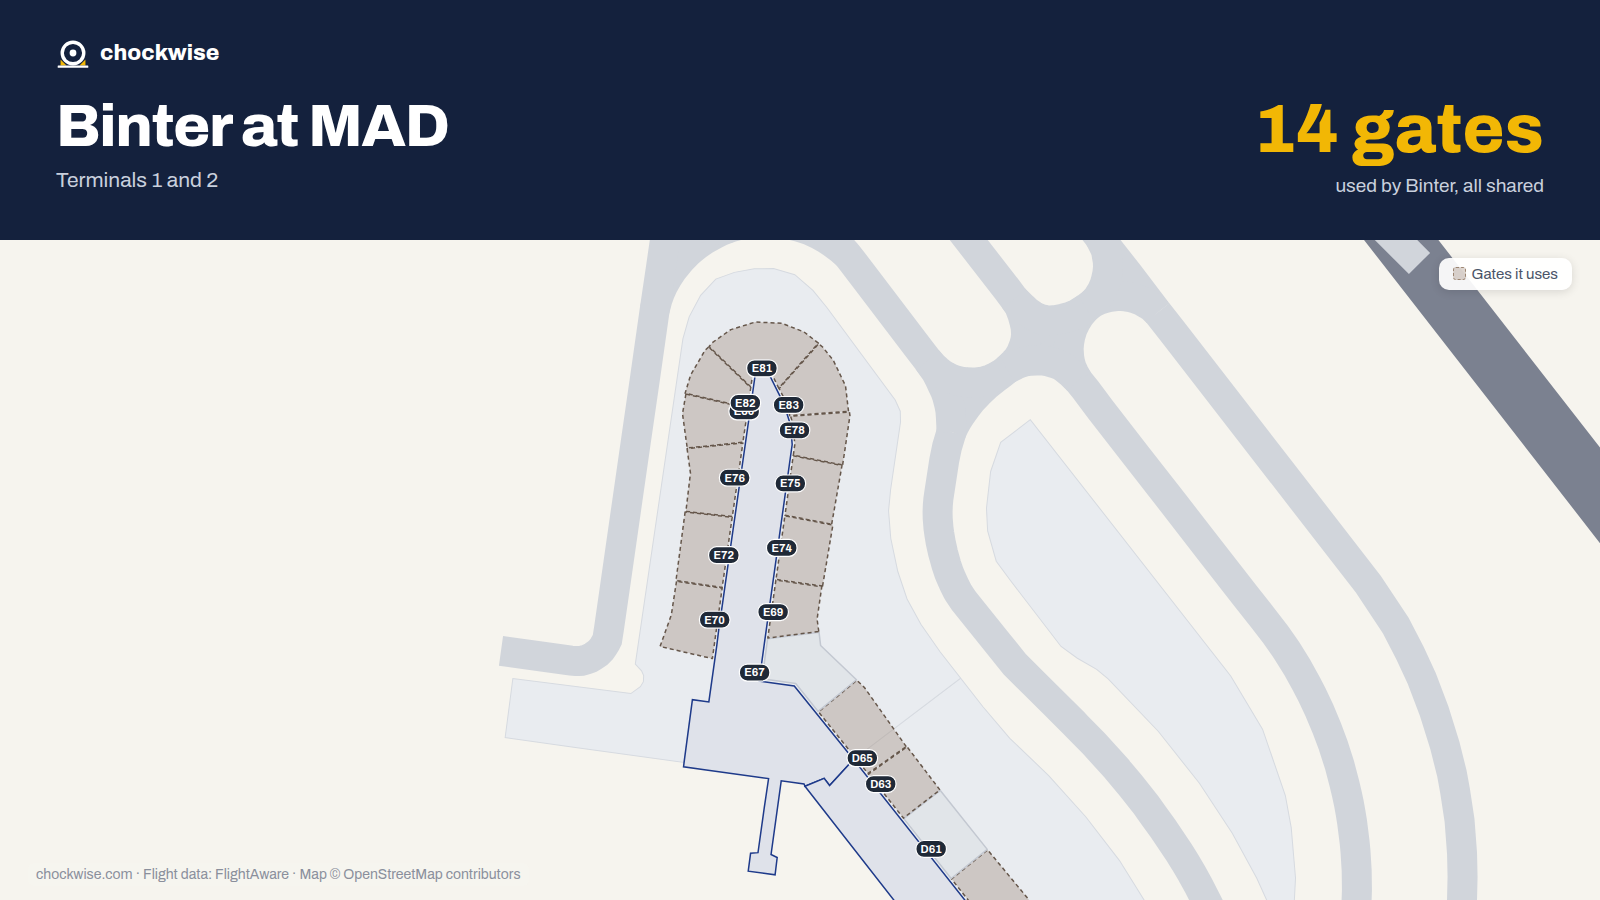 chockwise
Binter at MAD
Terminals 1 and 2
14 gates
used by Binter, all shared
Gates it uses
E81
E82
E83
E78
E76
E75
E74
E72
E69
E70
E67
D65
D63
D61
chockwise.com · Flight data: FlightAware · Map © OpenStreetMap contributors